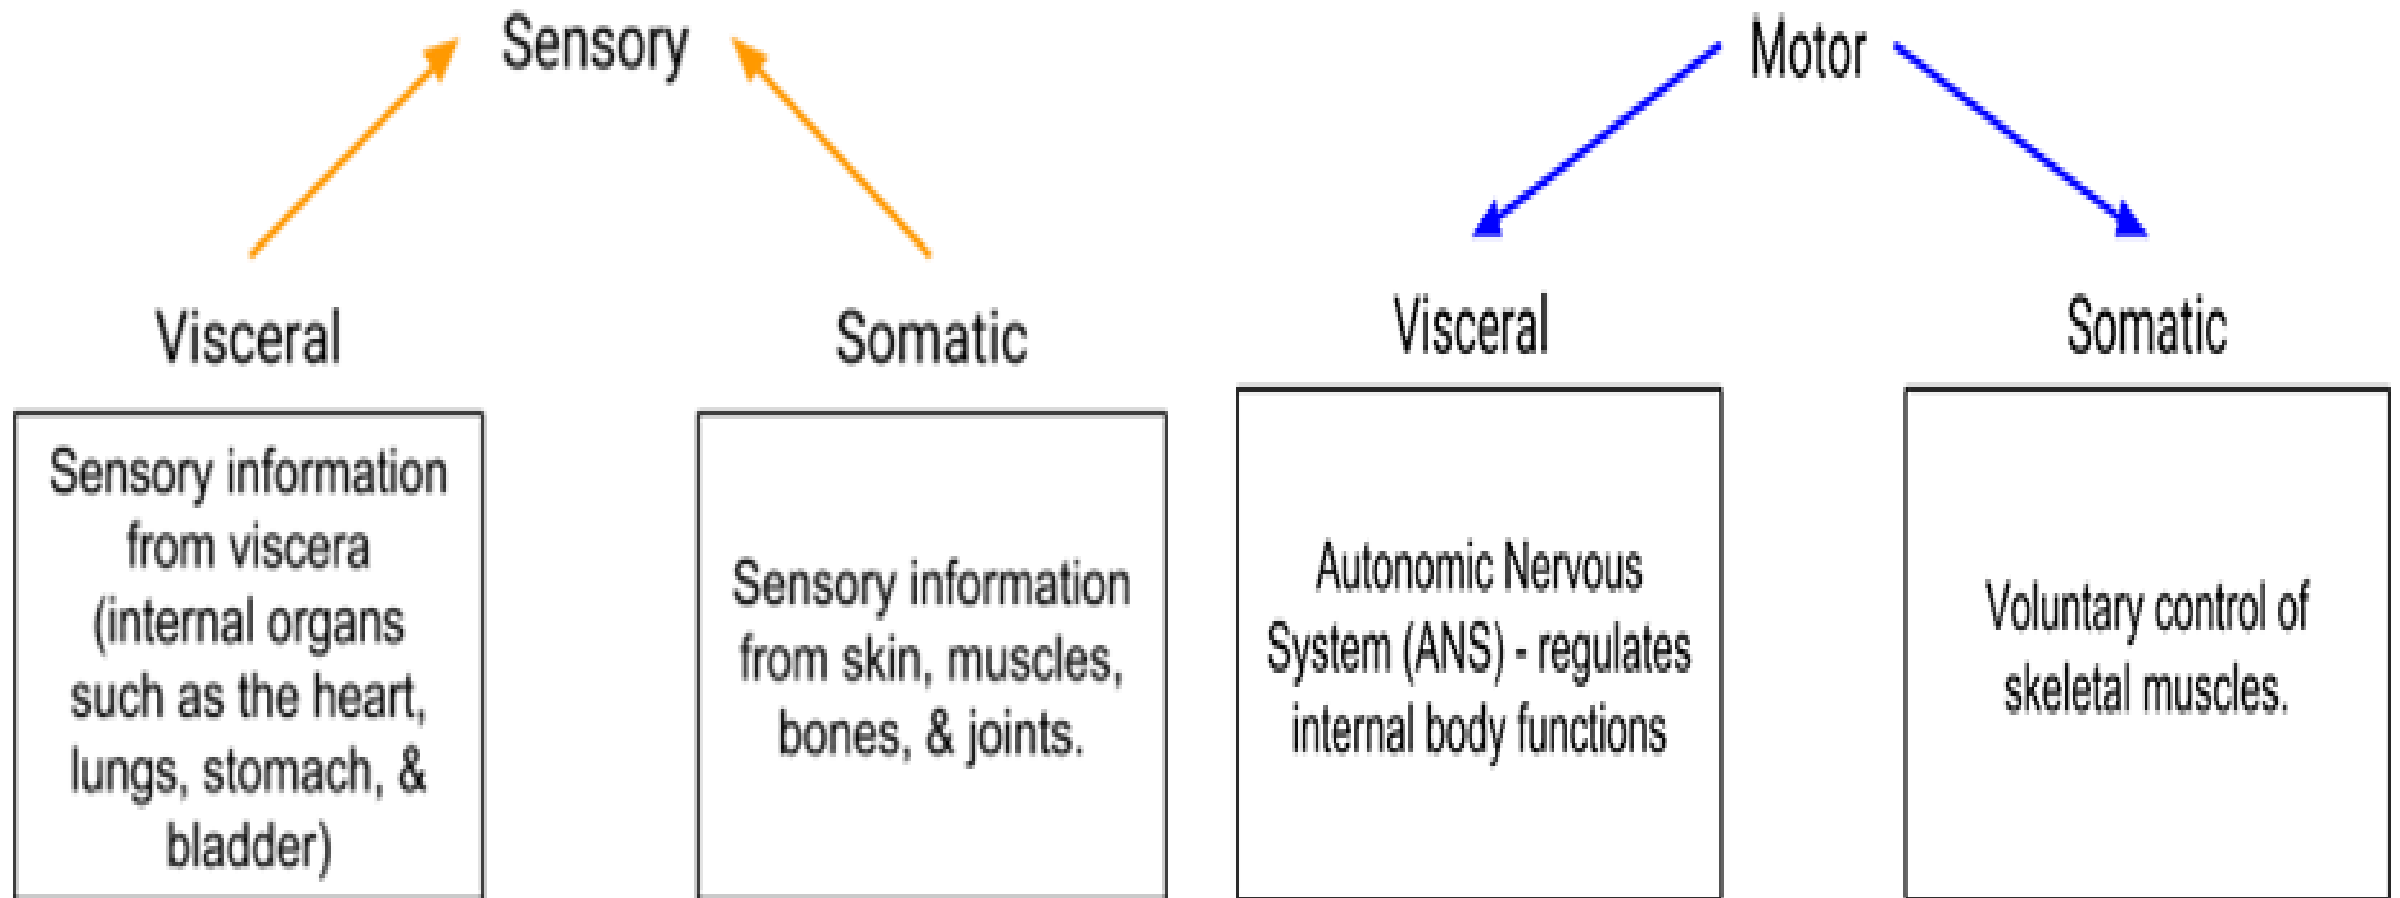 Sensory
Motor
Visceral
Somatic
Visceral
Somatic
Sensory information
from viscera
(internal organs
such as the heart,
lungs, stomach, &
bladder)
Sensory information
from skin, muscles,
bones, & joints.
Autonomic Nervous
System (ANS) - regulates
internal body functions
Voluntary control of
skeletal muscles.